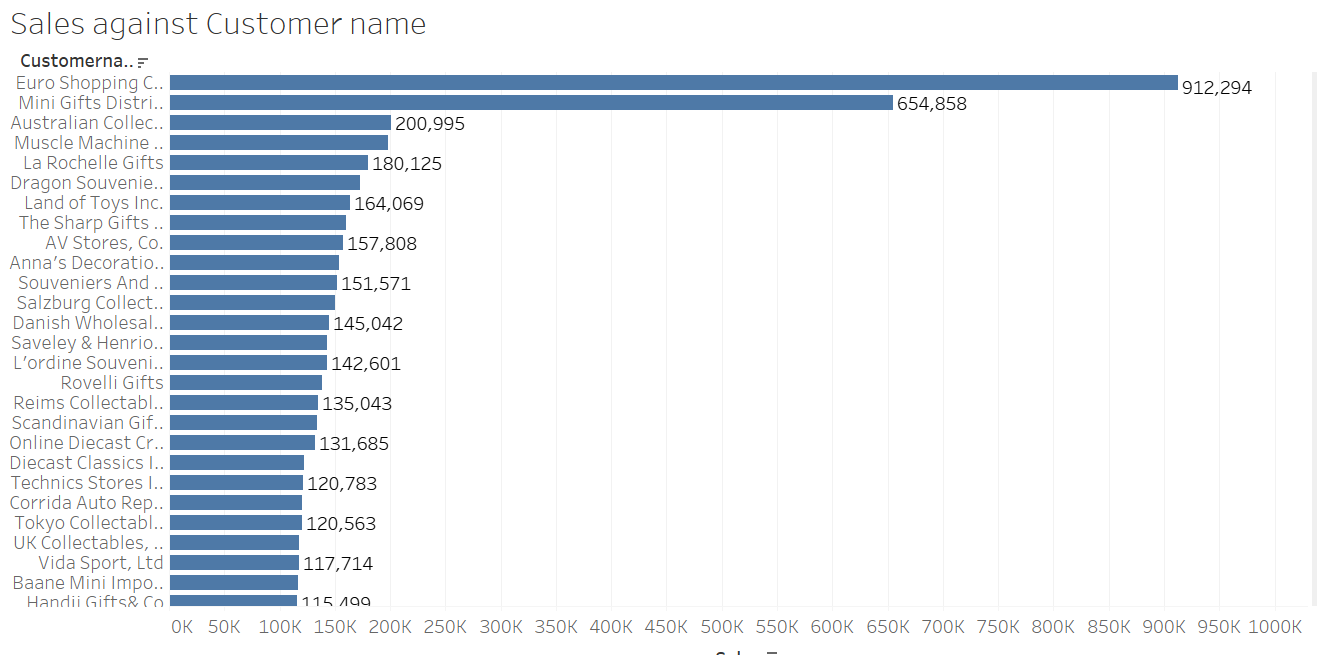 Sales against Customer name
Customerna..
Euro Shopping C.. 912,294
Mini Gifts Distri.. 654,858
Australian Collec.. 200,995
Muscle Machine ..
La Rochelle Gifts 180,125
Dragon Souvenie..
Land of Toys Inc. 164,069
The Sharp Gifts ..
AV Stores, Co. 157,808
Anna's Decoratio..
Souveniers And .. 151,571
Salzburg Collect..
Danish Wholesal.. 145,042
Saveley & Henrio..
L'ordine Souveni.. 142,601
Rovelli Gifts
Reims Collectabl.. 135,043
Scandinavian Gif..
Online Diecast Cr.. 131,685
Diecast Classics I..
Technics Stores I.. 120,783
Corrida Auto Rep..
Tokyo Collectabl.. 120,563
UK Collectables, ..
Vida Sport, Ltd 117,714
Baane Mini Impo..
Handji Gifts& Co 115,499
0K 50K 100K 150K 200K 250K 300K 350K 400K 450K 500K 550K 600K 650K 700K 750K 800K 850K 900K 950K 1000K